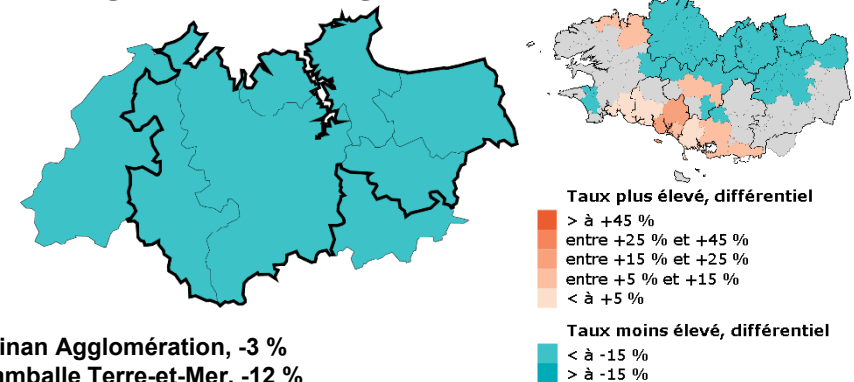 Taux plus élevé, différentiel
> à +45 %
entre +25 % et +45 %
entre +15 % et +25 %
entre +5 % et +15 %
< à +5 %
Taux moins élevé, différentiel
< à -15 %
> à -15 %
inan Agglomération, -3 %
amballe Terre-et-Mer, -12 %